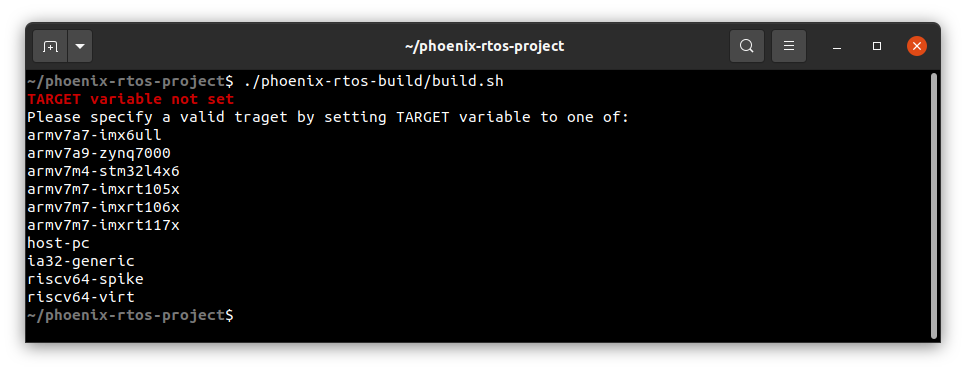 ~/phoenix-rtos-project
~/phoenix-rtos-project$ ./phoenix-rtos-build/build.sh
TARGET variable not set
Please specify a valid traget by setting TARGET variable to one of:
armv7a7-imx6ull
armv7a9-zynq7000
armv7m4-stm32l4x6
armv7m7-imxrt105x
armv7m7-imxrt106x
armv7m7-imxrt117x
host-pc
ia32-generic
riscv64-spike
riscv64-virt
~/phoenix-rtos-project$